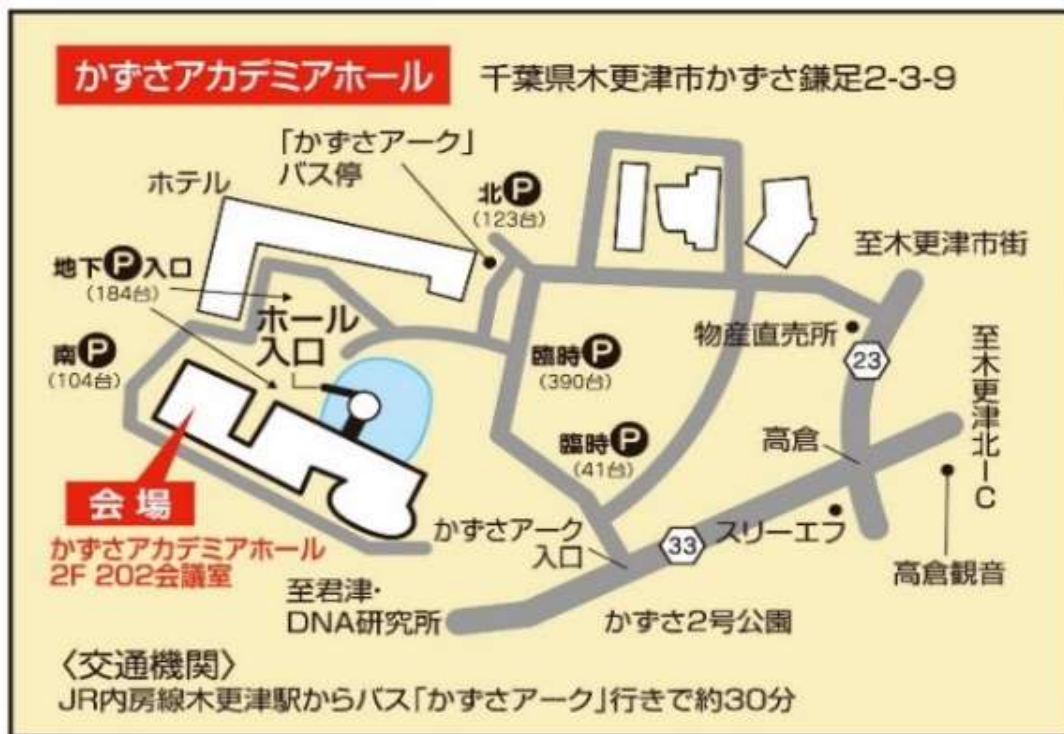 かずさアカデミアホール
千葉県木更津市かずさ鎌足2-3-9
「かずさアーク」
バス停
ホテル
北P
(123台)
至木更津市街
地下P入口
(184台)
ホール
入口
物産直売所
南P
(104台)
臨時P
(390台)
23
至木更津北IC
高倉
臨時P
(41台)
会場
かずさアカデミアホール
2F 202会議室
かずさアーク
入口
33
スリーエフ
高倉観音
至君津・
DNA研究所
かずさ2号公園
〈交通機関〉
JR内房線木更津駅からバス「かずさアーク」行きで約30分